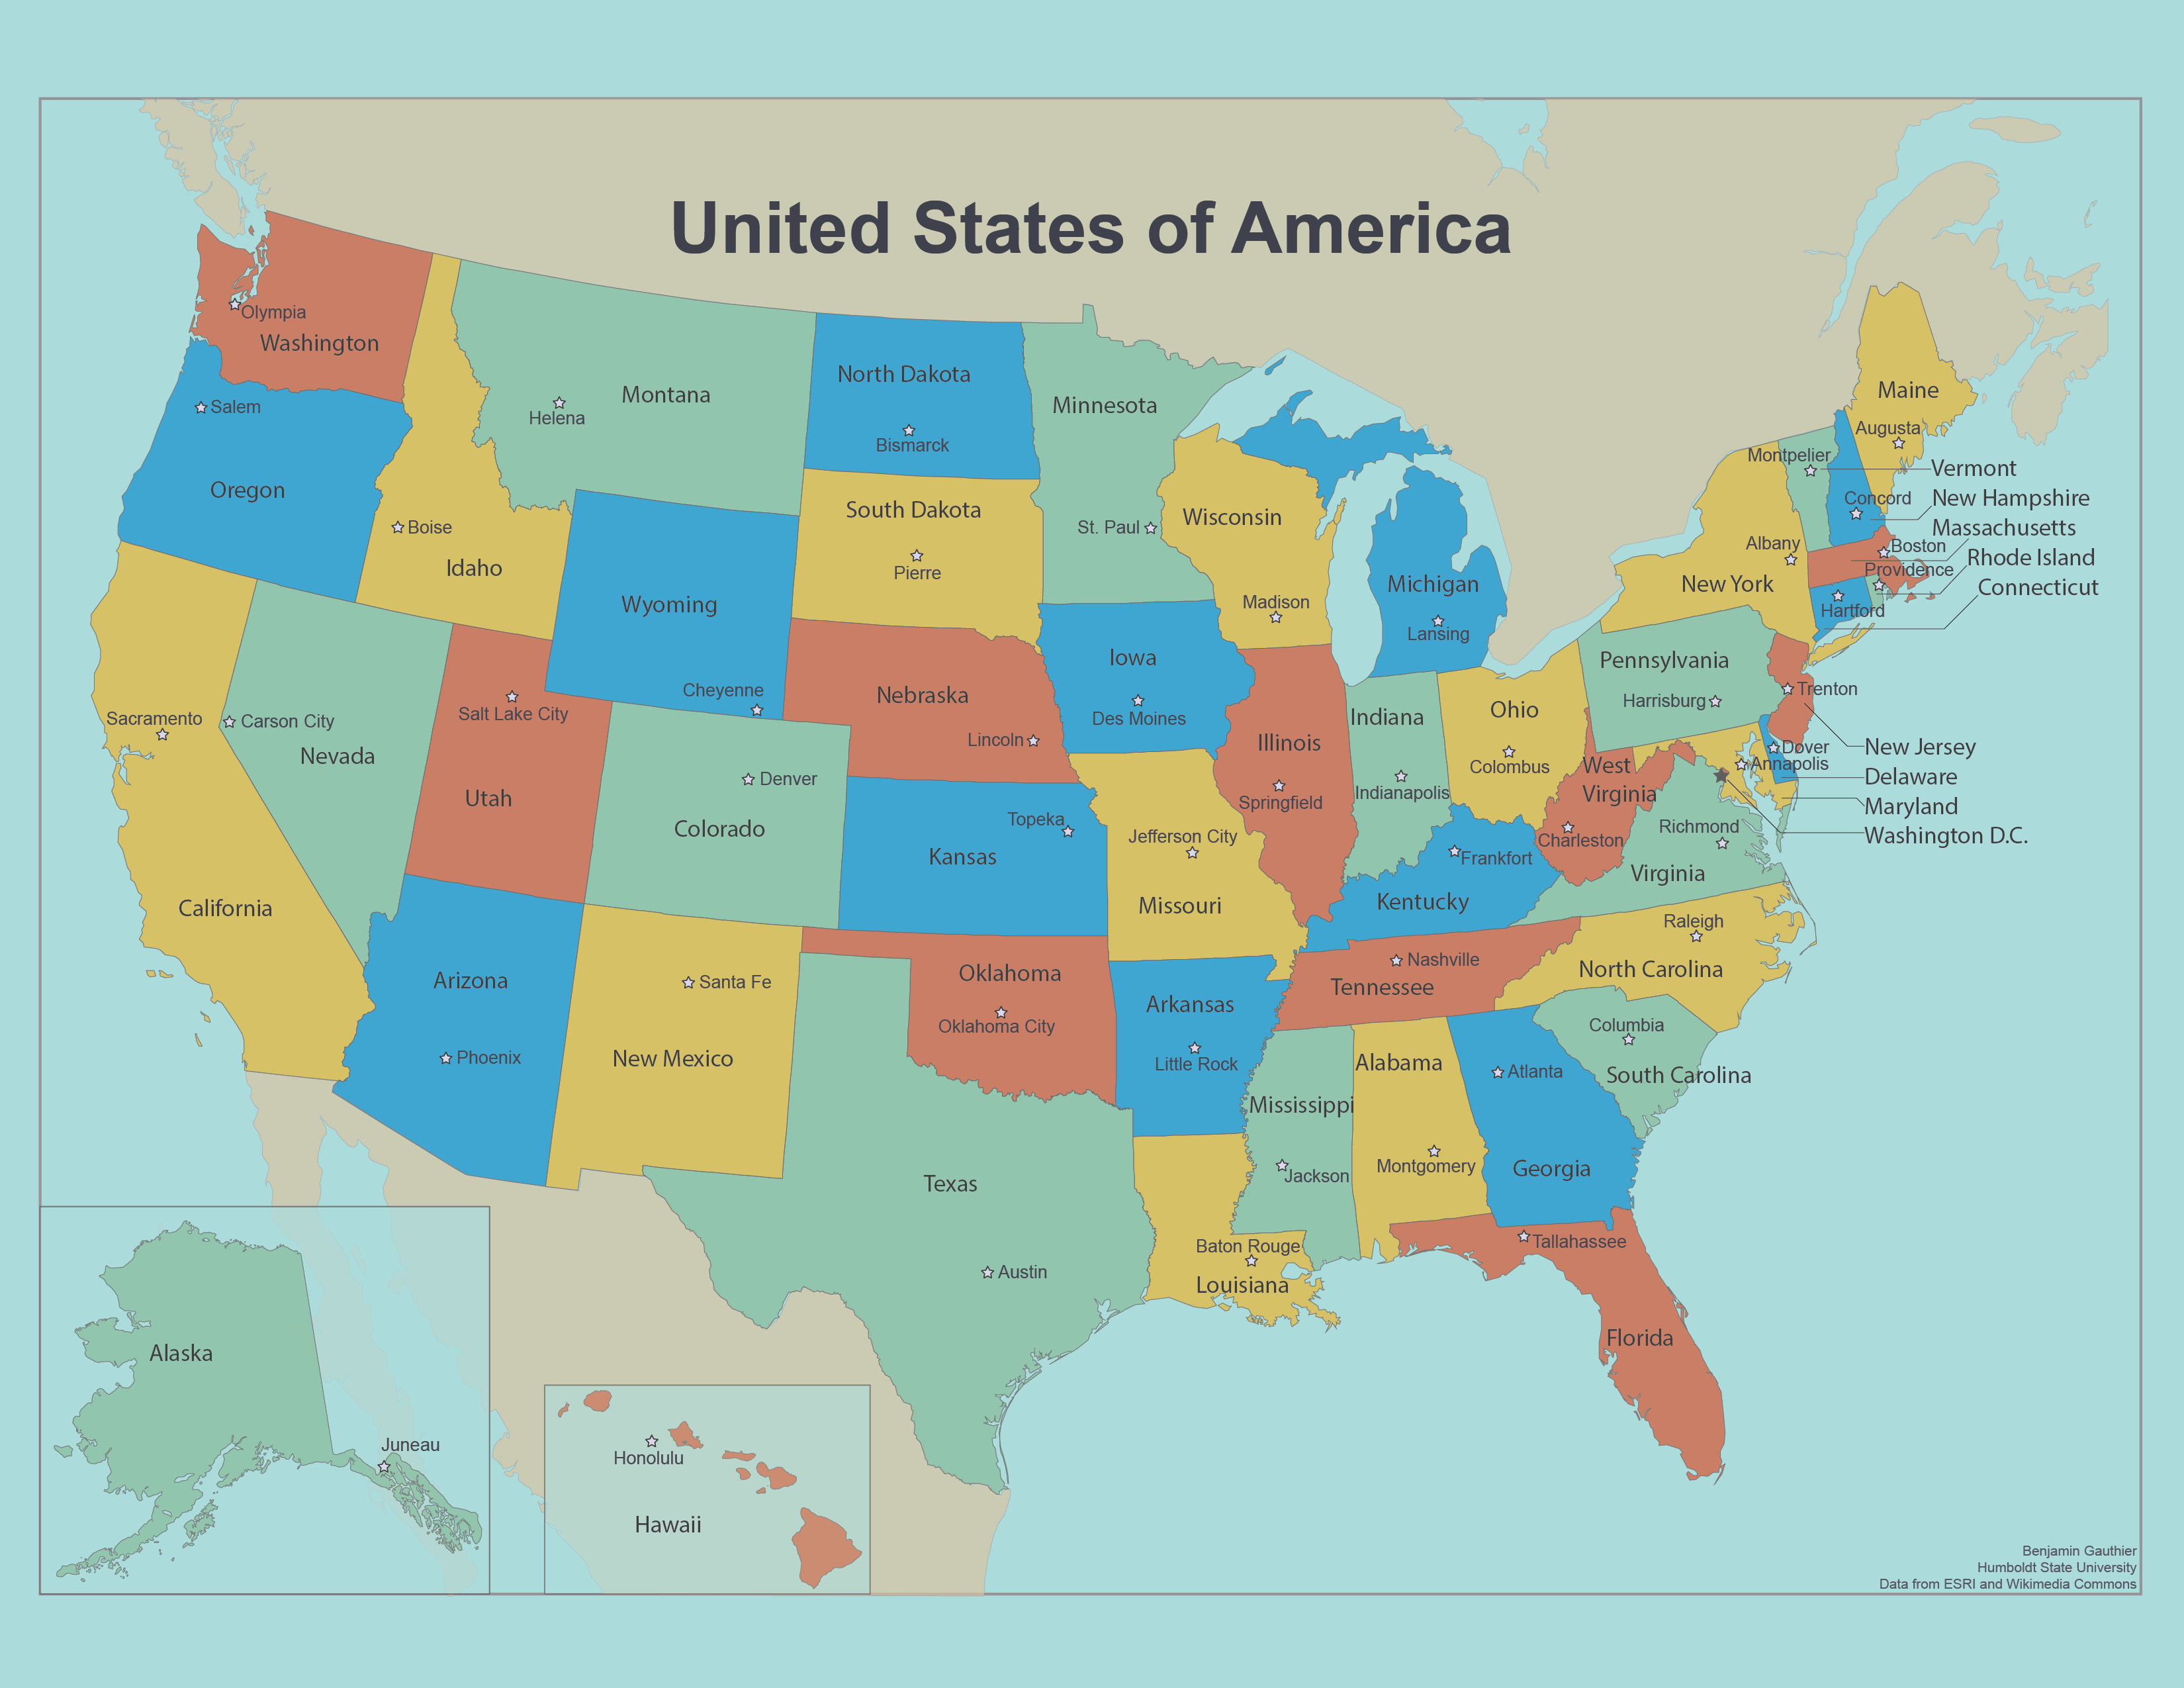 United States of America
Olympia
Washington
Salem
Oregon
Boise
Idaho
Helena
Montana
North Dakota
Bismarck
South Dakota
Pierre
Minnesota
St. Paul
Wisconsin
Madison
Michigan
Lansing
Maine
Augusta
Montpelier
Vermont
Concord
New Hampshire
Massachusetts
Boston
Albany
New York
Rhode Island
Providence
Connecticut
Hartford
Wyoming
Cheyenne
Nebraska
Lincoln
Iowa
Des Moines
Illinois
Springfield
Indiana
Indianapolis
Ohio
Colombus
Pennsylvania
Harrisburg
Trenton
New Jersey
Dover
Delaware
Annapolis
Maryland
Washington D.C.
West
Virginia
Charleston
Richmond
Virginia
Sacramento
California
Carson City
Nevada
Salt Lake City
Utah
Denver
Colorado
Topeka
Kansas
Jefferson City
Missouri
Frankfort
Kentucky
Nashville
Tennessee
Raleigh
North Carolina
Columbia
South Carolina
Arizona
Phoenix
Santa Fe
New Mexico
Oklahoma
Oklahoma City
Arkansas
Little Rock
Mississippi
Jackson
Alabama
Montgomery
Atlanta
Georgia
Texas
Austin
Baton Rouge
Louisiana
Tallahassee
Florida
Alaska
Juneau
Honolulu
Hawaii
Benjamin Gauthier
Humboldt State University
Data from ESRI and Wikimedia Commons